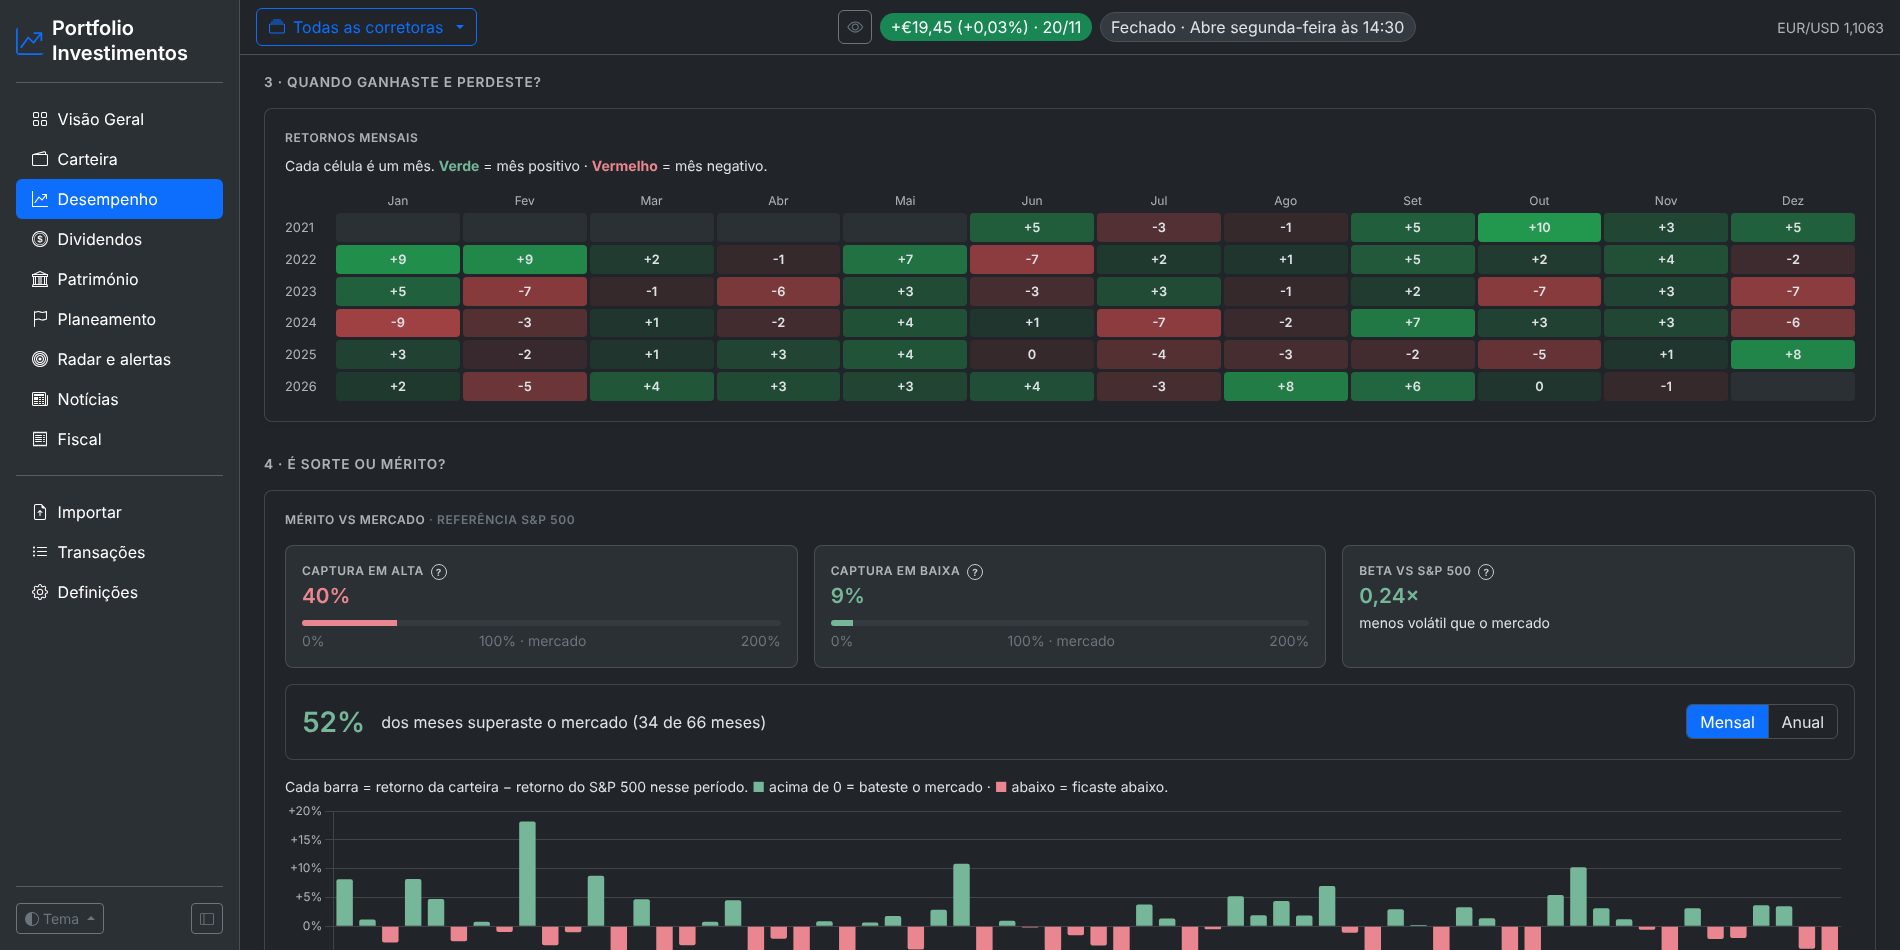 Portfolio
Investimentos
Visão Geral
Carteira
Desempenho
Dividendos
Património
Planeamento
Radar e alertas
Notícias
Fiscal
Importar
Transações
Definições
Tema
Todas as corretoras
+€19,45 (+0,03%) · 20/11
Fechado · Abre segunda-feira às 14:30
EUR/USD 1,1063
3 · QUANDO GANHASTE E PERDESTE?
RETORNOS MENSAIS
Cada célula é um mês. Verde = mês positivo · Vermelho = mês negativo.
Jan Fev Mar Abr Mai Jun Jul Ago Set Out Nov Dez
2021 +5 -3 -1 +5 +10 +3 +5
2022 +9 +9 +2 -1 +7 -7 +2 +1 +5 +2 +4 -2
2023 +5 -7 -1 -6 +3 -3 +3 -1 +2 -7 +3 -7
2024 -9 -3 +1 -2 +4 +1 -7 -2 +7 +3 +3 -6
2025 +3 -2 +1 +3 +4 0 -4 -3 -2 -5 +1 +8
2026 +2 -5 +4 +3 +3 +4 -3 +8 +6 0 -1
4 · É SORTE OU MÉRITO?
MÉRITO VS MERCADO · REFERÊNCIA S&P 500
CAPTURA EM ALTA ?
40%
0% 100% · mercado 200%
CAPTURA EM BAIXA ?
9%
0% 100% · mercado 200%
BETA VS S&P 500 ?
0,24×
menos volátil que o mercado
52% dos meses superaste o mercado (34 de 66 meses)
Mensal Anual
Cada barra = retorno da carteira − retorno do S&P 500 nesse período. acima de 0 = bateste o mercado · abaixo = ficaste abaixo.
+20%
+15%
+10%
+5%
0%